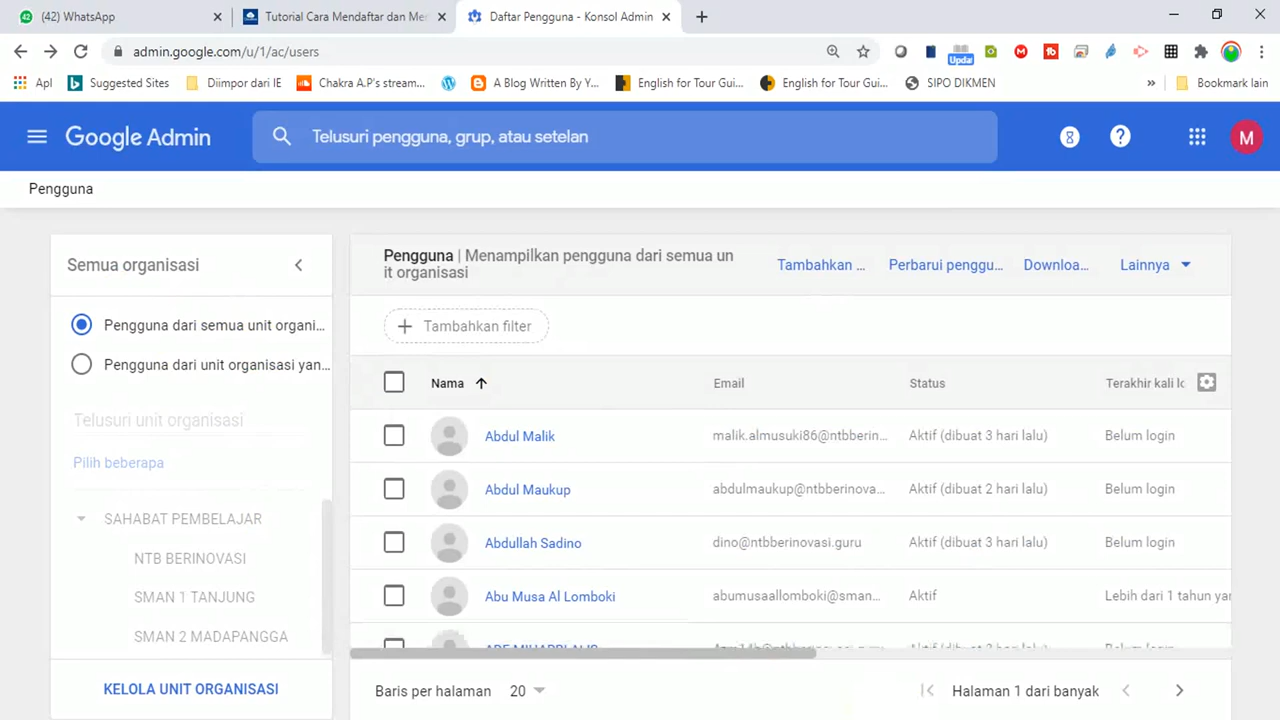 (42) WhatsApp
Tutorial Cara Mendaftar dan Mer
Daftar Pengguna - Konsol Admin
admin.google.com/u/1/ac/users
Apl
Suggested Sites
Diimpor dari IE
Chakra A.P's stream...
A Blog Written By Y...
English for Tour Gui...
English for Tour Gui...
SIPO DIKMEN
Bookmark lain
Google Admin
Telusuri pengguna, grup, atau setelan
M
Pengguna
Semua organisasi
Pengguna dari semua unit organi...
Pengguna dari unit organisasi yan...
Telusuri unit organisasi
Pilih beberapa
SAHABAT PEMBELAJAR
NTB BERINOVASI
SMAN 1 TANJUNG
SMAN 2 MADAPANGGA
KELOLA UNIT ORGANISASI
Pengguna | Menampilkan pengguna dari semua un
it organisasi
Tambahkan ...
Perbarui penggu...
Downloa...
Lainnya
Tambahkan filter
Nama
Email
Status
Terakhir kali lo
Abdul Malik
malik.almusuki86@ntbberin...
Aktif (dibuat 3 hari lalu)
Belum login
Abdul Maukup
abdulmaukup@ntbberinova...
Aktif (dibuat 2 hari lalu)
Belum login
Abdullah Sadino
dino@ntbberinovasi.guru
Aktif (dibuat 3 hari lalu)
Belum login
Abu Musa Al Lomboki
abumusaallomboki@sman...
Aktif
Lebih dari 1 tahun yan
Baris per halaman
20
Halaman 1 dari banyak